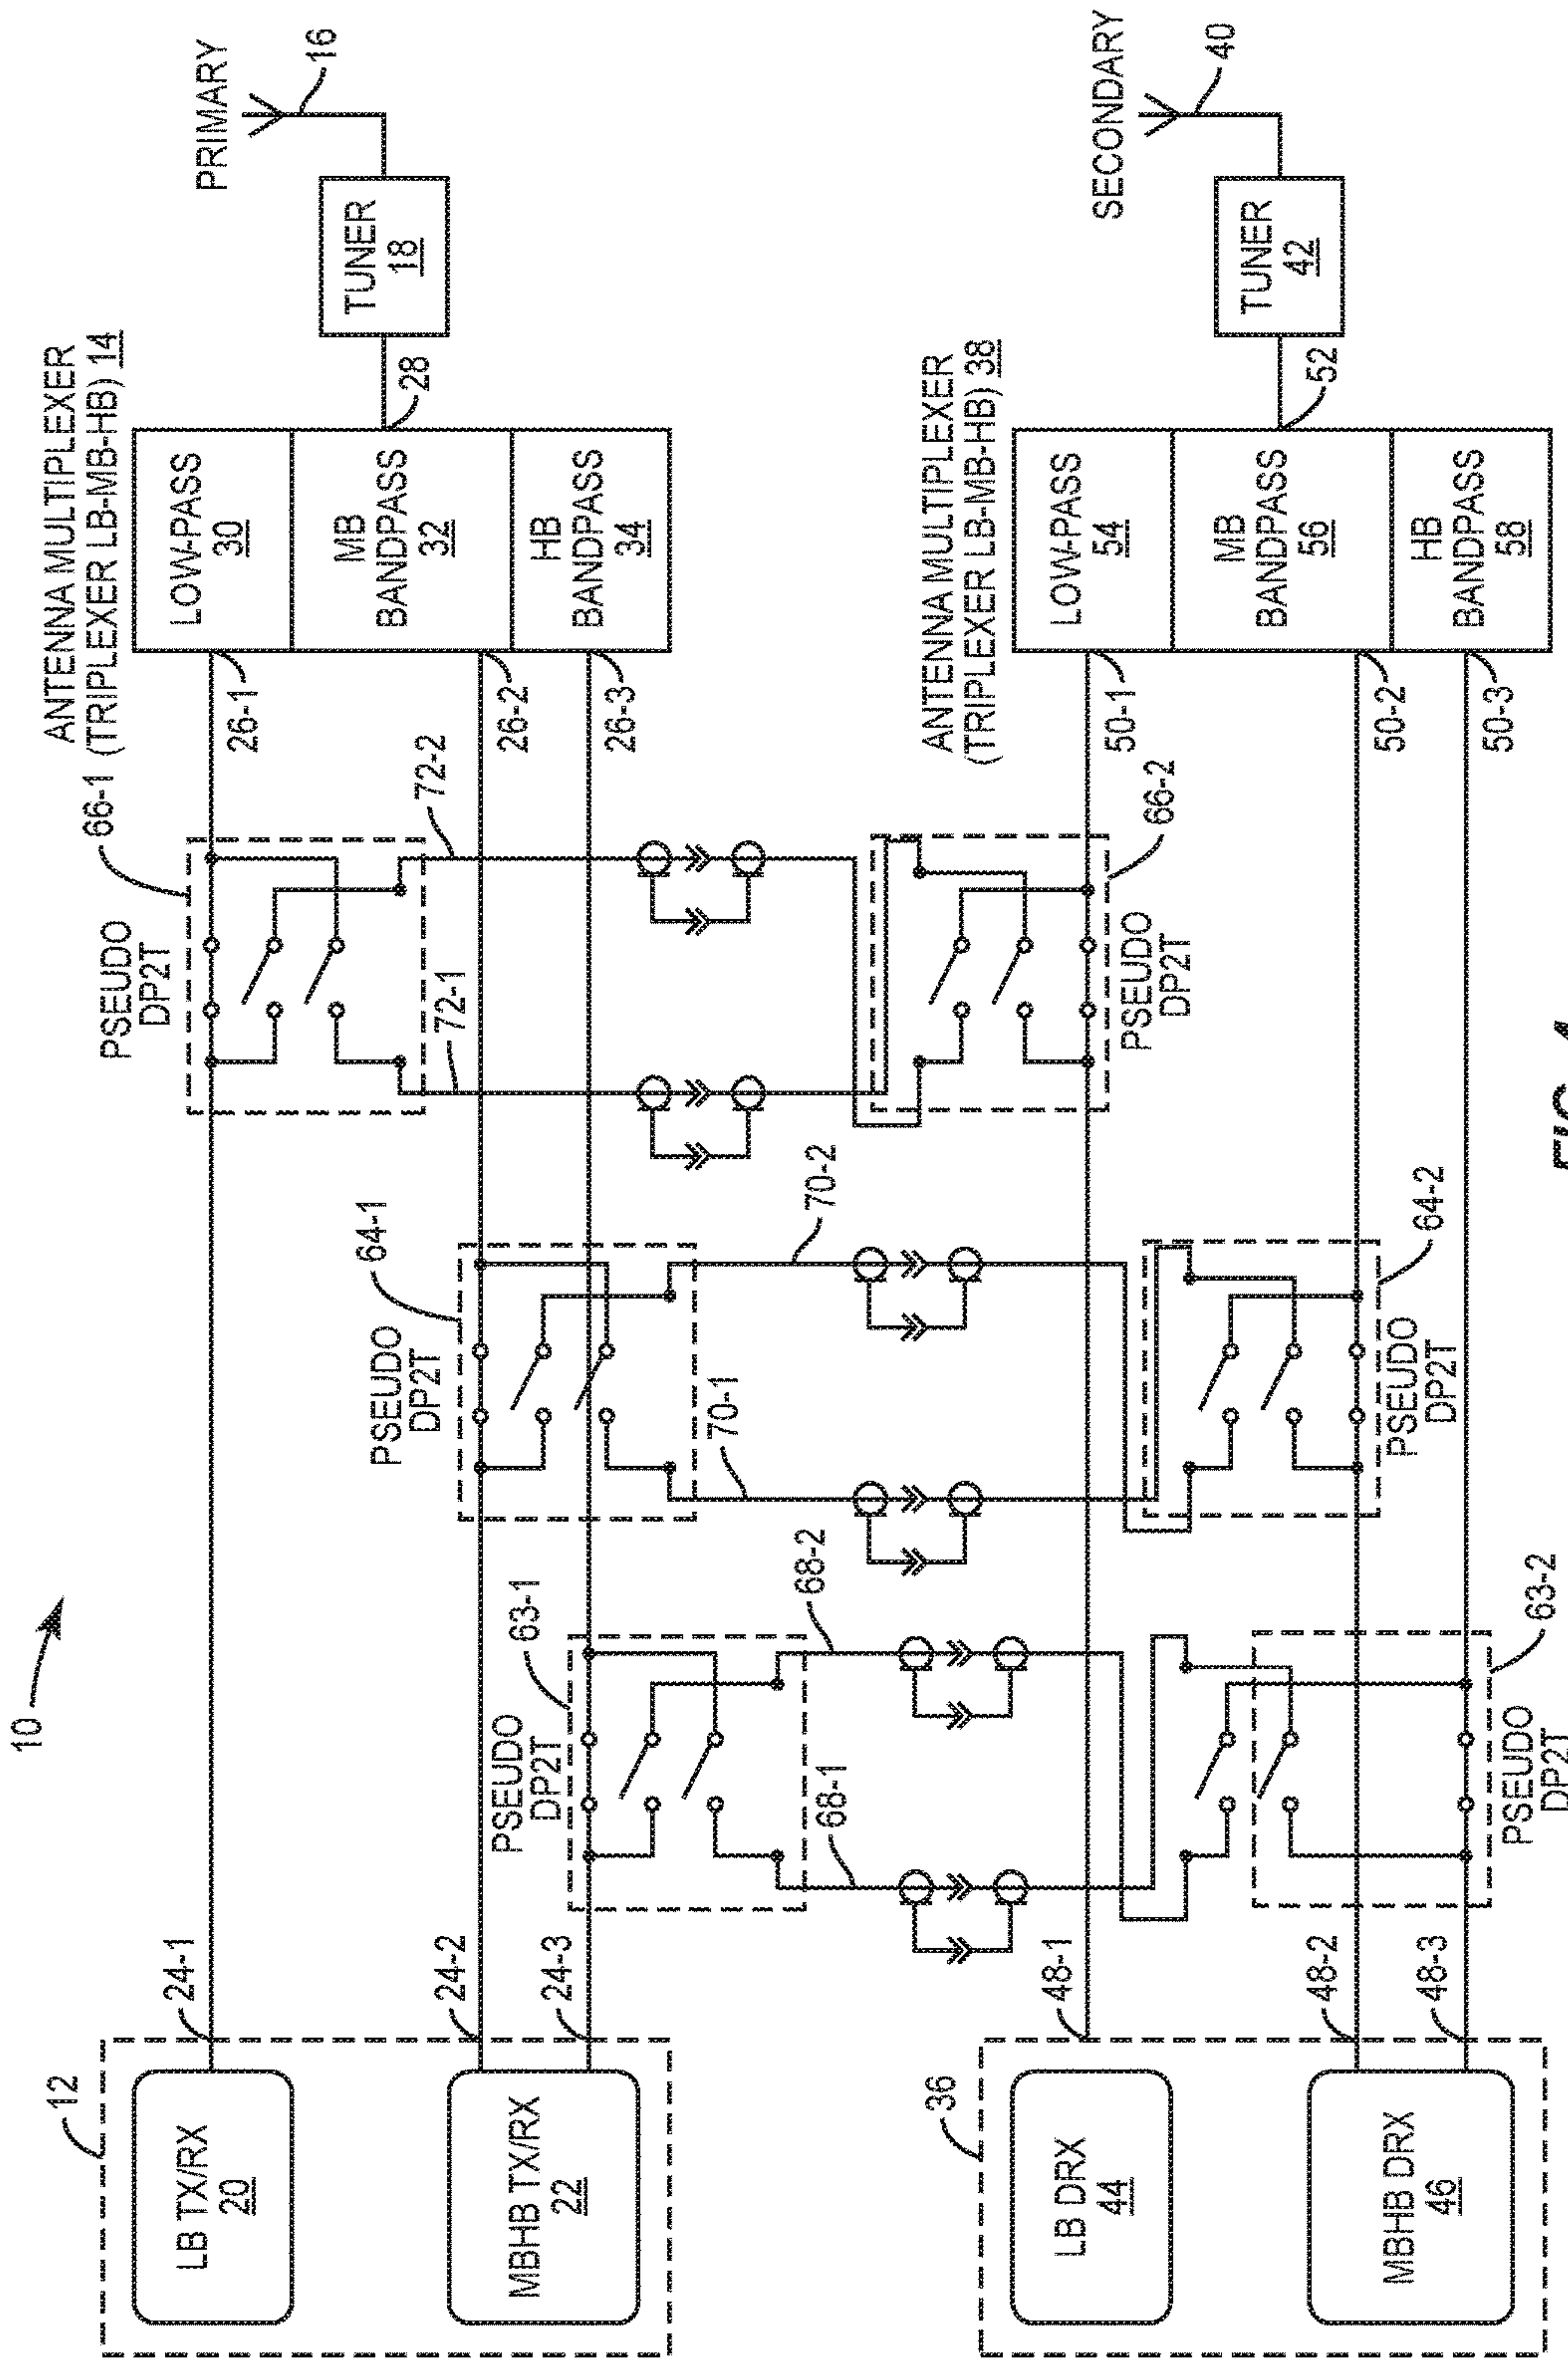 10
12
LB TX/RX
20
24-1
PSEUDO
DP2T
66-1
ANTENNA MULTIPLEXER
(TRIPLEXER LB-MB-HB) 14
26-1
LOW-PASS
30
PRIMARY
16
TUNER
18
28
MBHB TX/RX
22
24-2
24-3
PSEUDO
DP2T
63-1
PSEUDO
DP2T
64-1
72-1
72-2
26-2
26-3
MB
BANDPASS
32
HB
BANDPASS
34
68-1
68-2
70-1
70-2
36
LB DRX
44
48-1
ANTENNA MULTIPLEXER
(TRIPLEXER LB-MB-HB) 38
50-1
LOW-PASS
54
SECONDARY
40
TUNER
42
52
66-2
PSEUDO
DP2T
MBHB DRX
46
48-2
48-3
64-2
PSEUDO
DP2T
63-2
PSEUDO
DP2T
50-2
50-3
MB
BANDPASS
56
HB
BANDPASS
58
FIG.